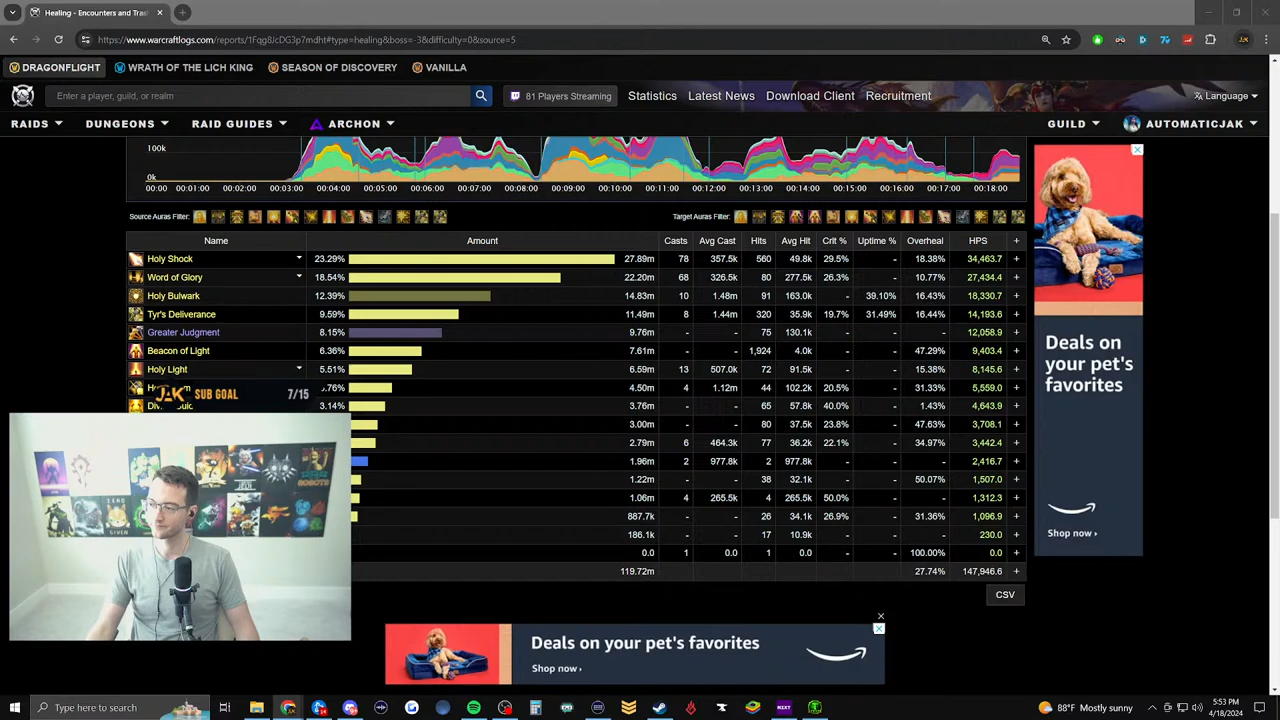 Healing - Encounters and Tras
https://www.warcraftlogs.com/reports/1Fqg8JcDG3p7mdht#type=healing&boss=-3&difficulty=0&source=5
DRAGONFLIGHT WRATH OF THE LICH KING SEASON OF DISCOVERY VANILLA
Enter a player, guild, or realm 81 Players Streaming Statistics Latest News Download Client Recruitment Language
RAIDS DUNGEONS RAID GUIDES ARCHON GUILD AUTOMATICJAK
100k
0k
00:00 00:01:00 00:02:00 00:03:00 00:04:00 00:05:00 00:06:00 00:07:00 00:08:00 00:09:00 00:10:00 00:11:00 00:12:00 00:13:00 00:14:00 00:15:00 00:16:00 00:17:00 00:18:00
Source Auras Filter: Target Auras Filter:
Name Amount Casts Avg Cast Hits Avg Hit Crit % Uptime % Overheal HPS +
Holy Shock 23.29% 27.89m 78 357.5k 560 49.8k 29.5% - 18.38% 34,463.7 +
Word of Glory 18.54% 22.20m 68 326.5k 80 277.5k 26.3% - 10.77% 27,434.4 +
Holy Bulwark 12.39% 14.83m 10 1.48m 91 163.0k - 39.10% 16.43% 18,330.7 +
Tyr's Deliverance 9.59% 11.49m 8 1.44m 320 35.9k 19.7% 31.49% 16.44% 14,193.6 +
Greater Judgment 8.15% 9.76m - - 75 130.1k - - - 12,058.9 +
Beacon of Light 6.36% 7.61m - - 1,924 4.0k - - 47.29% 9,403.4 +
Holy Light 5.51% 6.59m 13 507.0k 72 91.5k - - 15.38% 8,145.6 +
.76% 4.50m 4 1.12m 44 102.2k 20.5% - 31.33% 5,559.0 +
3.14% 3.76m - - 65 57.8k 40.0% - 1.43% 4,643.9 +
3.00m - - 80 37.5k 23.8% - 47.63% 3,708.1 +
2.79m 6 464.3k 77 36.2k 22.1% - 34.97% 3,442.4 +
1.96m 2 977.8k 2 977.8k - - - 2,416.7 +
1.22m - - 38 32.1k - - 50.07% 1,507.0 +
1.06m 4 265.5k 4 265.5k 50.0% - - 1,312.3 +
887.7k - - 26 34.1k 26.9% - 31.36% 1,096.9 +
186.1k - - 17 10.9k - - - 230.0 +
0.0 1 0.0 1 0.0 - - 100.00% 0.0 +
119.72m 27.74% 147,946.6 +
CSV
JAK SUB GOAL 7/15
Deals on your pet's favorites
Shop now ›
Deals on
your pet's
favorites
Shop now ›
Type here to search
88°F Mostly sunny
5:53 PM
4/18/2024